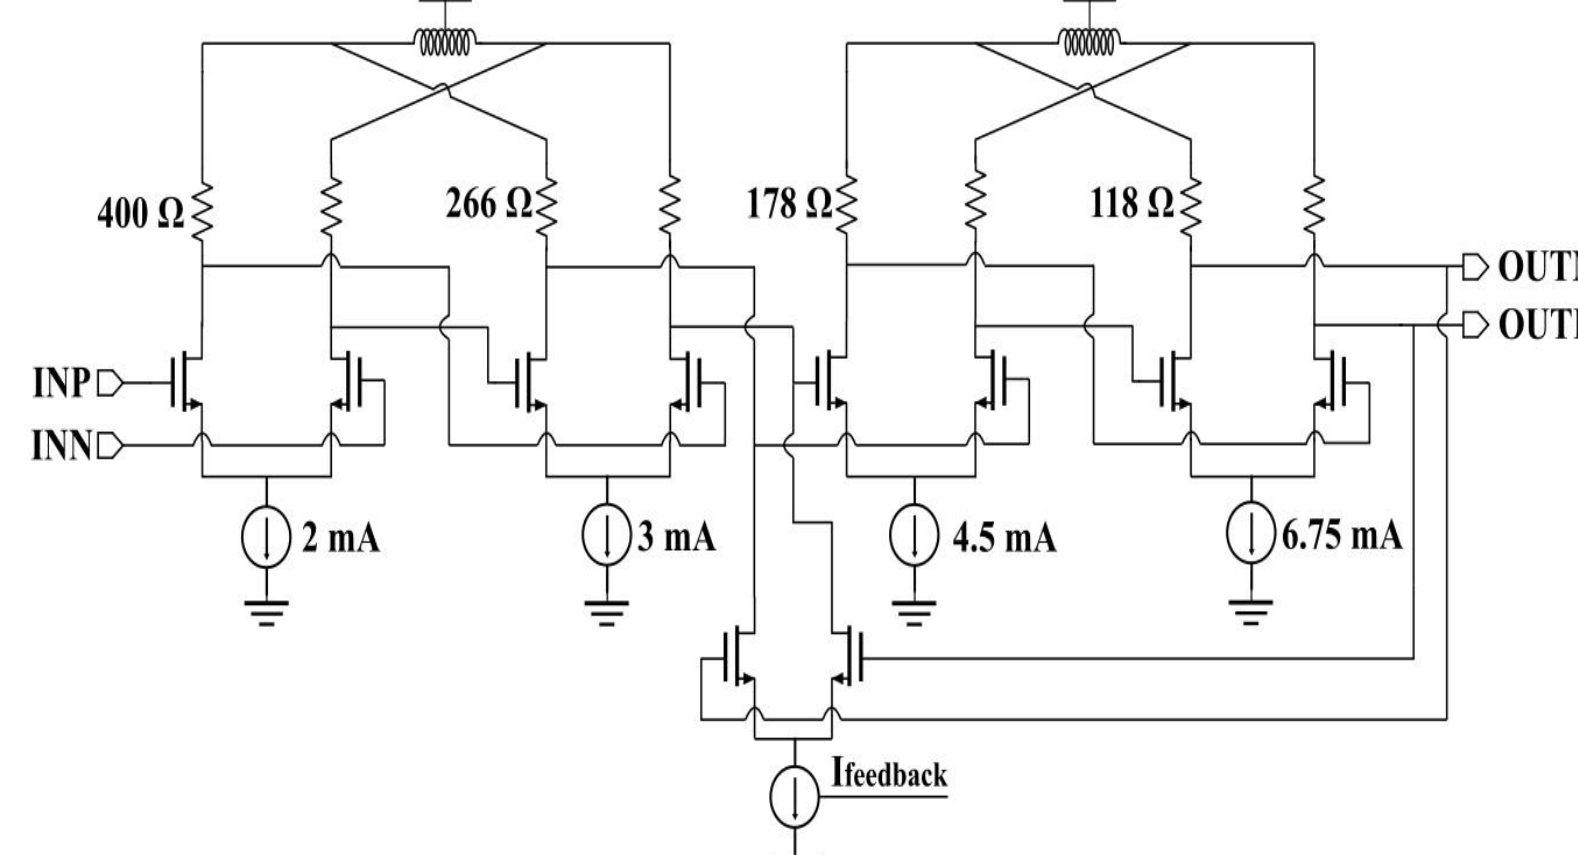 400 Ω
266 Ω
178 Ω
118 Ω
INP
INN
2 mA
3 mA
4.5 mA
6.75 mA
Ifeedback